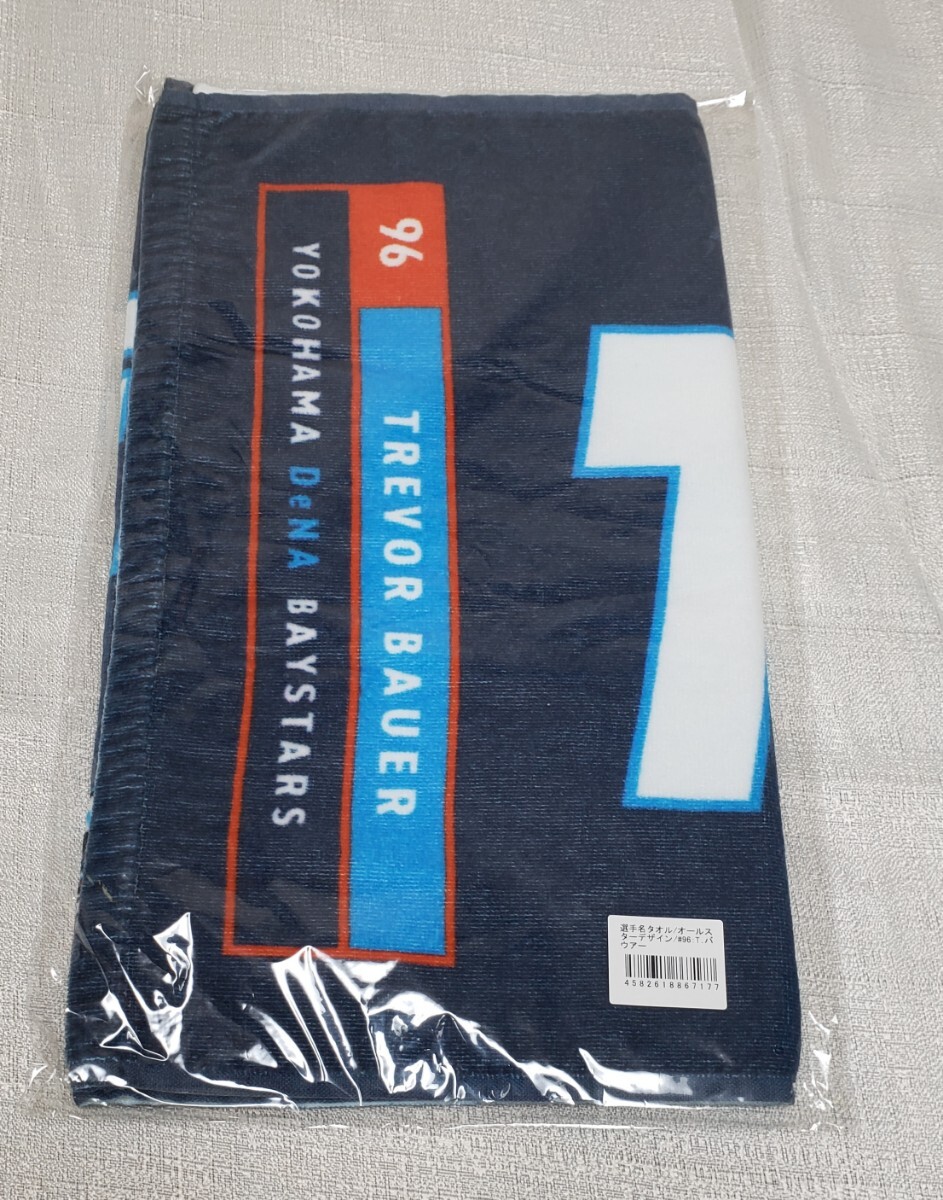 96 TREVOR BAUER
YOKOHAMA DeNA BAYSTARS
選手名タオル/オールス
ターデザイン/#96:T.バ
ウアー
4582618867177